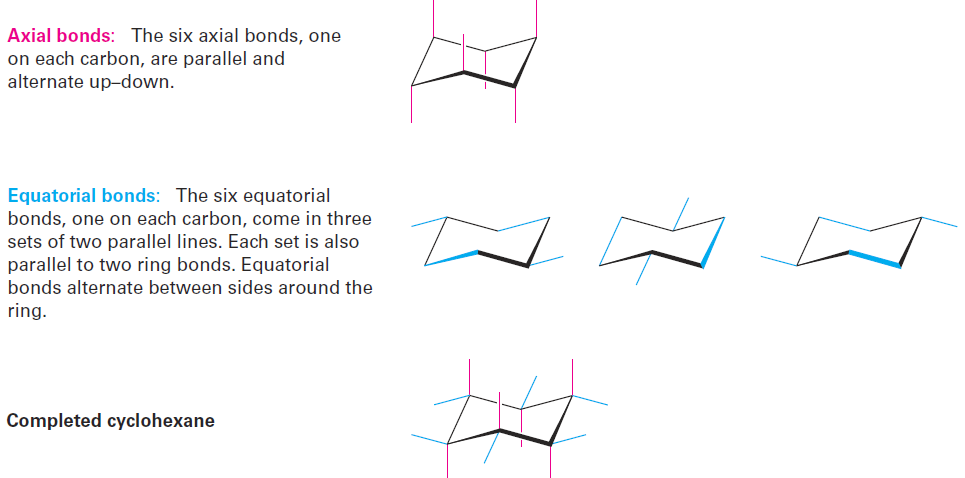 Axial bonds: The six axial bonds, one
on each carbon, are parallel and
alternate up–down.
Equatorial bonds: The six equatorial
bonds, one on each carbon, come in three
sets of two parallel lines. Each set is also
parallel to two ring bonds. Equatorial
bonds alternate between sides around the
ring.
Completed cyclohexane